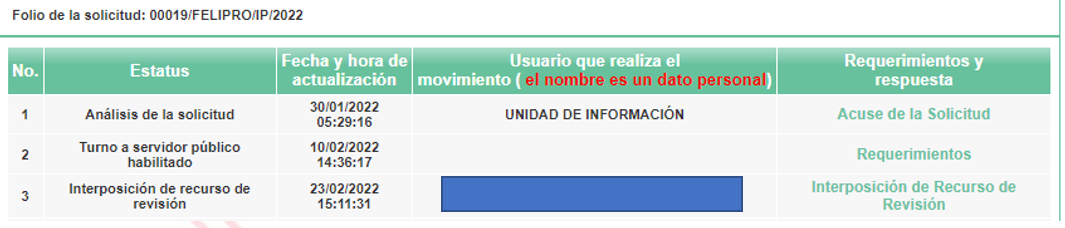 Folio de la solicitud: 00019/FELIPRO/IP/2022
No. Estatus Fecha y hora de actualización Usuario que realiza el movimiento ( el nombre es un dato personal) Requerimientos y respuesta
1 Análisis de la solicitud 30/01/2022 05:29:16 UNIDAD DE INFORMACIÓN Acuse de la Solicitud
2 Turno a servidor público habilitado 10/02/2022 14:36:17 Requerimientos
3 Interposición de recurso de revisión 23/02/2022 15:11:31 Interposición de Recurso de Revisión